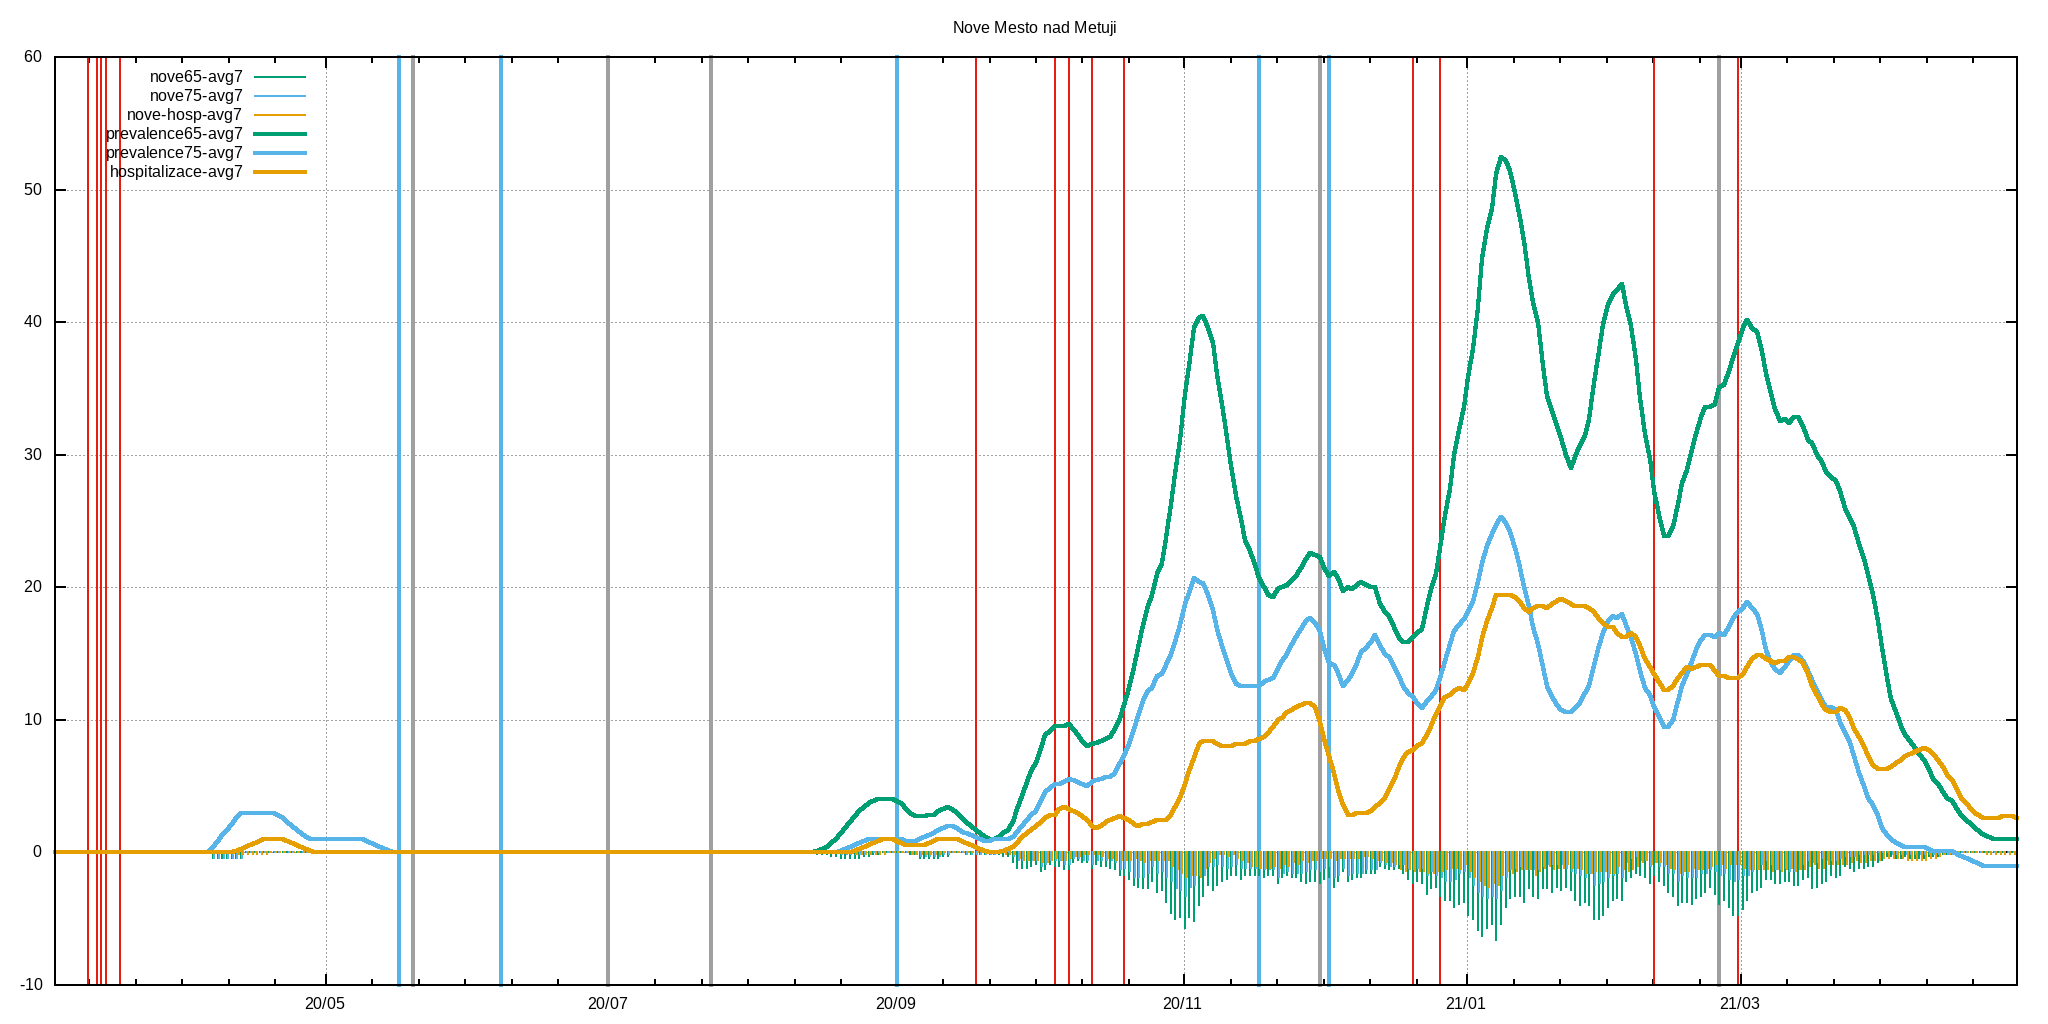 Nove Mesto nad Metuji
60
50
40
30
20
10
0
-10
nove65-avg7
nove75-avg7
nove-hosp-avg7
prevalence65-avg7
prevalence75-avg7
hospitalizace-avg7
20/05
20/07
20/09
20/11
21/01
21/03